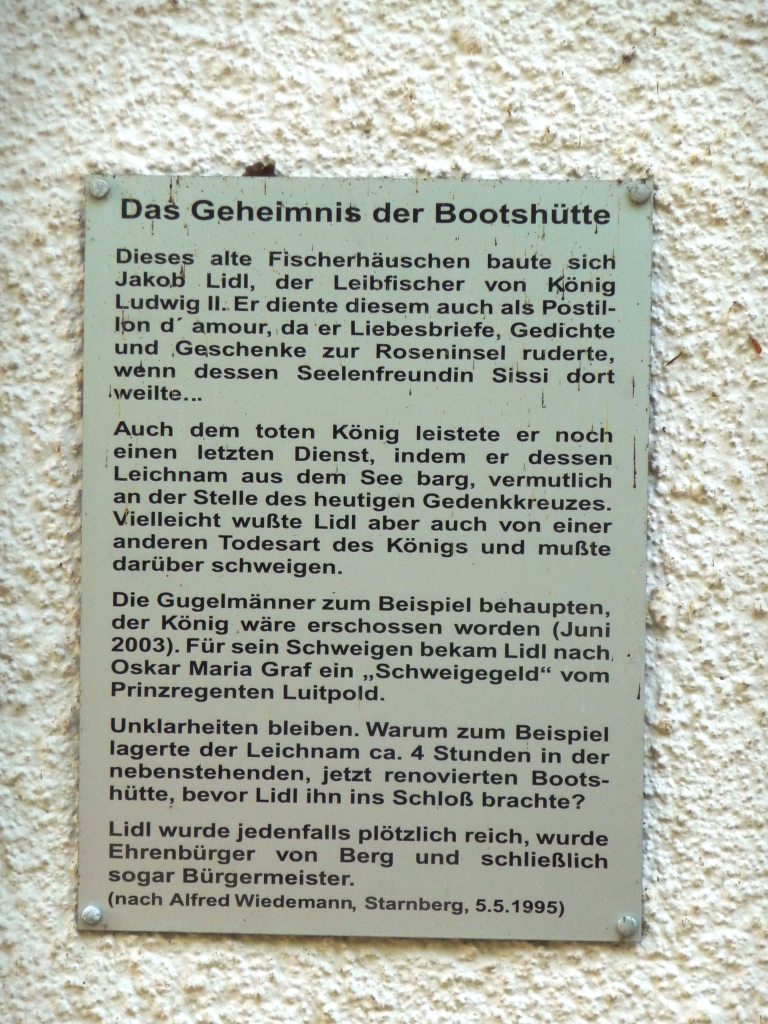 Das Geheimnis der Bootshütte
Dieses alte Fischerhäuschen baute sich
Jakob Lidl, der Leibfischer von König
Ludwig II. Er diente diesem auch als Postil-
lon d´ amour, da er Liebesbriefe, Gedichte
und Geschenke zur Roseninsel ruderte,
wenn dessen Seelenfreundin Sissi dort
weilte...
Auch dem toten König leistete er noch
einen letzten Dienst, indem er dessen
Leichnam aus dem See barg, vermutlich
an der Stelle des heutigen Gedenkkreuzes.
Vielleicht wußte Lidl aber auch von einer
anderen Todesart des Königs und mußte
darüber schweigen.
Die Gugelmänner zum Beispiel behaupten,
der König wäre erschossen worden (Juni
2003). Für sein Schweigen bekam Lidl nach
Oskar Maria Graf ein „Schweigegeld“ vom
Prinzregenten Luitpold.
Unklarheiten bleiben. Warum zum Beispiel
lagerte der Leichnam ca. 4 Stunden in der
nebenstehenden, jetzt renovierten Boots-
hütte, bevor Lidl ihn ins Schloß brachte?
Lidl wurde jedenfalls plötzlich reich, wurde
Ehrenbürger von Berg und schließlich
sogar Bürgermeister.
(nach Alfred Wiedemann, Starnberg, 5.5.1995)